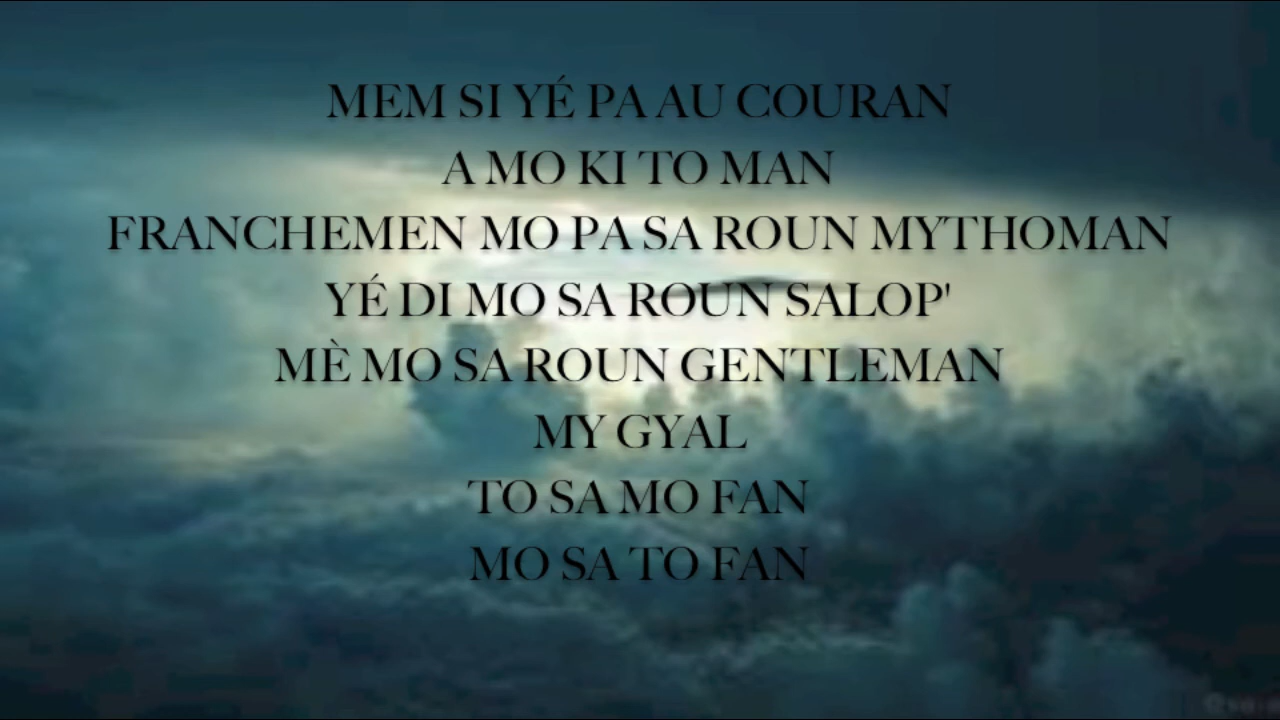 MEM SI YÉ PA AU COURAN
A MO KI TO MAN
FRANCHEMEN MO PA SA ROUN MYTHOMAN
YÉ DI MO SA ROUN SALOP'
MÈ MO SA ROUN GENTLEMAN
MY GYAL
TO SA MO FAN
MO SA TO FAN